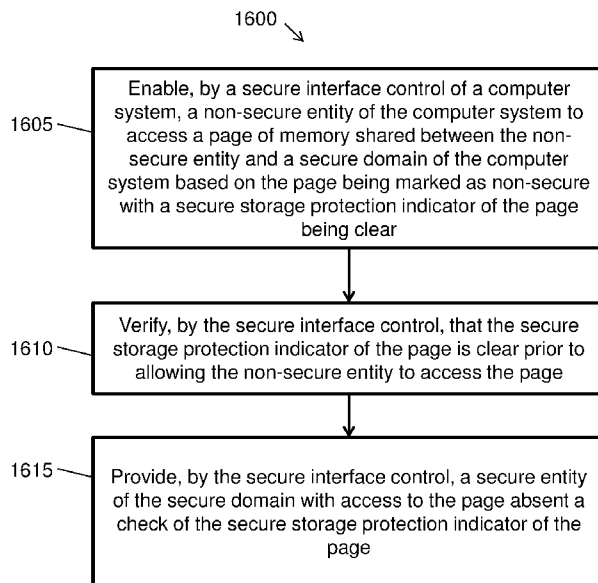 1600
1605
Enable, by a secure interface control of a computer
system, a non-secure entity of the computer system to
access a page of memory shared between the non-
secure entity and a secure domain of the computer
system based on the page being marked as non-secure
with a secure storage protection indicator of the page
being clear
1610
Verify, by the secure interface control, that the secure
storage protection indicator of the page is clear prior to
allowing the non-secure entity to access the page
1615
Provide, by the secure interface control, a secure entity
of the secure domain with access to the page absent a
check of the secure storage protection indicator of the
page